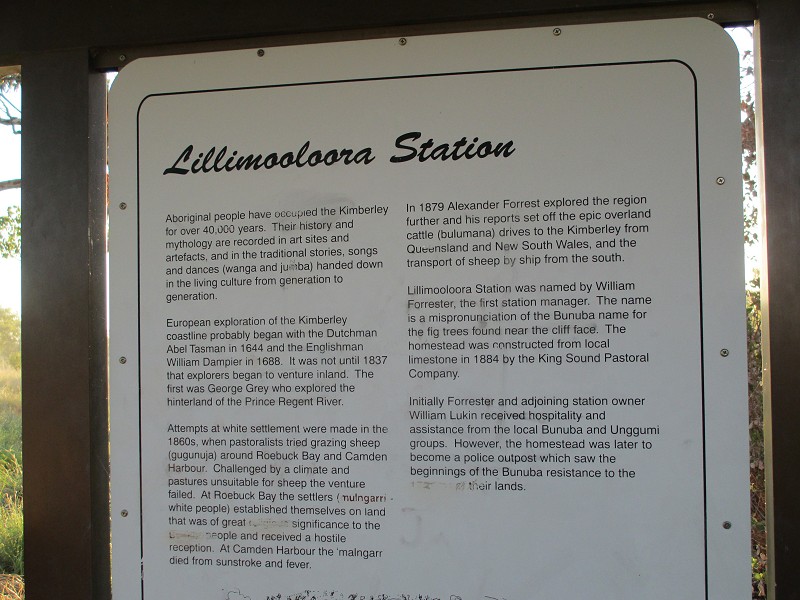 Lillimooloora Station
Aboriginal people have occupied the Kimberley
for over 40,000 years. Their history and
mythology are recorded in art sites and
artefacts, and in the traditional stories, songs
and dances (wanga and jumba) handed down
in the living culture from generation to
generation.
European exploration of the Kimberley
coastline probably began with the Dutchman
Abel Tasman in 1644 and the Englishman
William Dampier in 1688. It was not until 1837
that explorers began to venture inland. The
first was George Grey who explored the
hinterland of the Prince Regent River.
Attempts at white settlement were made in the
1860s, when pastoralists tried grazing sheep
(gugunuja) around Roebuck Bay and Camden
Harbour. Challenged by a climate and
pastures unsuitable for sheep the venture
failed. At Roebuck Bay the settlers (malngarri -
white people) established themselves on land
that was of great significance to the
people and received a hostile
reception. At Camden Harbour the 'malngarri
died from sunstroke and fever.
In 1879 Alexander Forrest explored the region
further and his reports set off the epic overland
cattle (bulumana) drives to the Kimberley from
Queensland and New South Wales, and the
transport of sheep by ship from the south.
Lillimooloora Station was named by William
Forrester, the first station manager. The name
is a mispronunciation of the Bunuba name for
the fig trees found near the cliff face. The
homestead was constructed from local
limestone in 1884 by the King Sound Pastoral
Company.
Initially Forrester and adjoining station owner
William Lukin received hospitality and
assistance from the local Bunuba and Unggumi
groups. However, the homestead was later to
become a police outpost which saw the
beginnings of the Bunuba resistance to the
their lands.